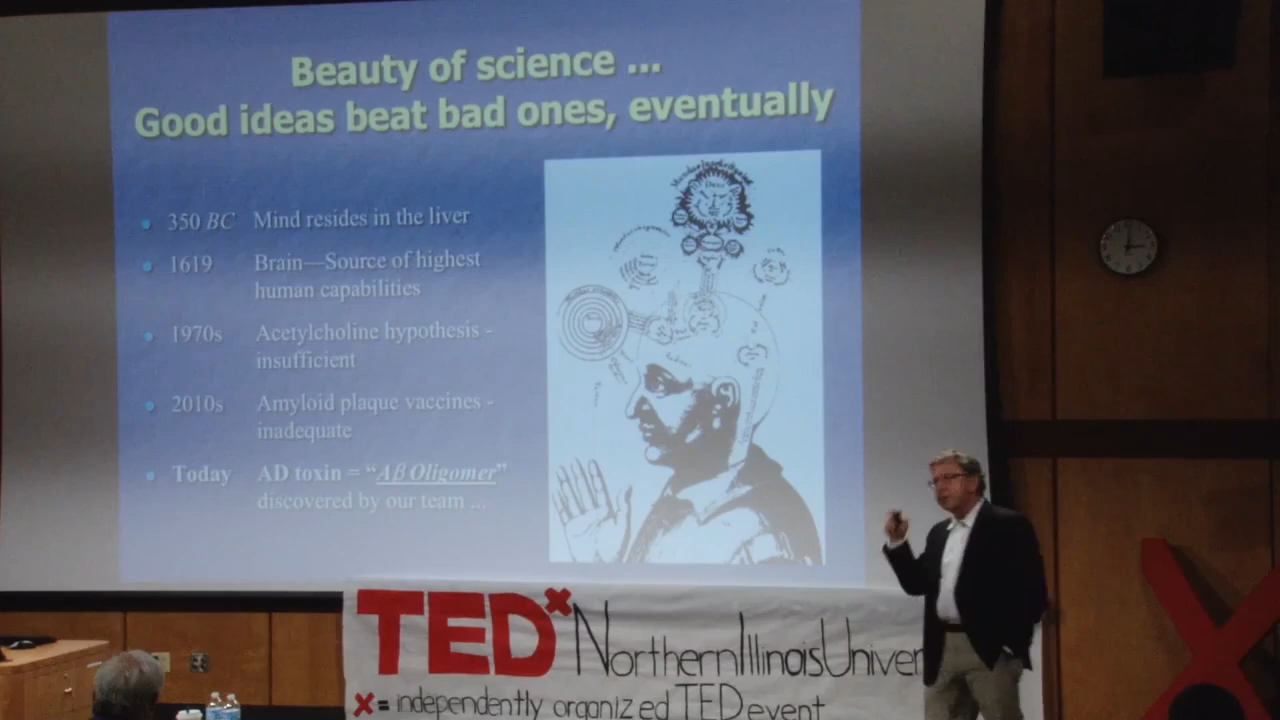 Beauty of science ...
Good ideas beat bad ones, eventually
350 BC Mind resides in the liver
1619 Brain—Source of highest
human capabilities
1970s Acetylcholine hypothesis -
insufficient
2010s Amyloid plaque vaccines -
inadequate
Today AD toxin = “Aβ Oligomer”
discovered by our team ...
TEDx NorthernIllinoisUniver
x = independently organized TED event